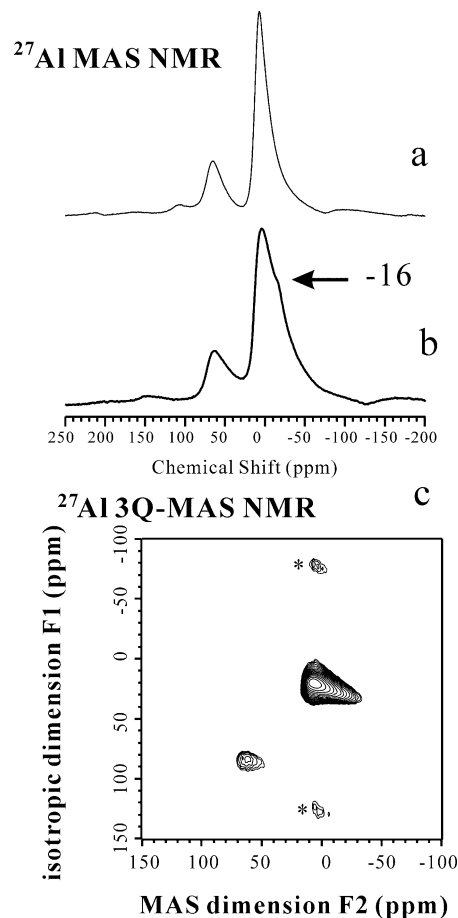 27Al MAS NMR
a
-16
b
250 200 150 100 50 0 -50 -100 -150 -200
Chemical Shift (ppm)
c
27Al 3Q-MAS NMR
isotropic dimension F1 (ppm)
-100
*
-50
0
50
100
*
150
150 100 50 0 -50 -100
MAS dimension F2 (ppm)